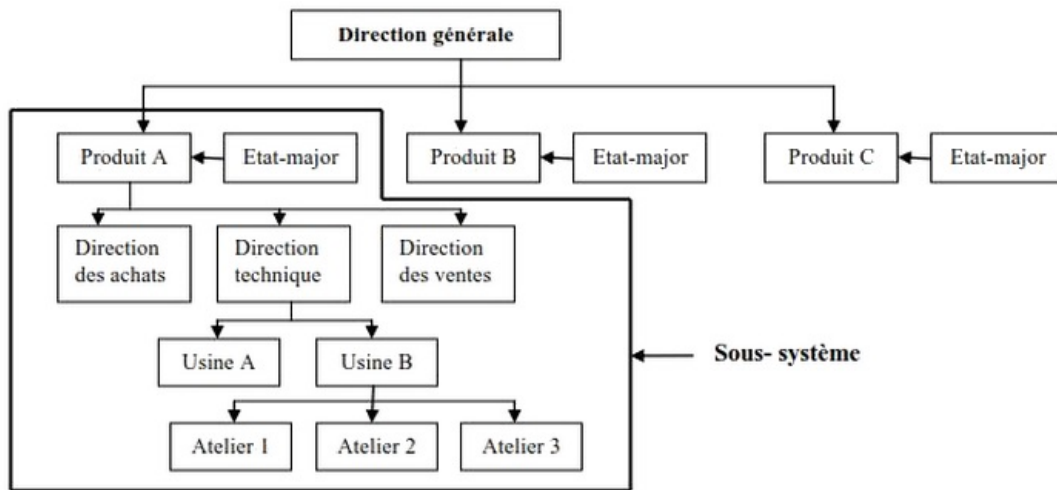 Direction générale
Produit A
Etat-major
Produit B
Etat-major
Produit C
Etat-major
Direction
des achats
Direction
technique
Direction
des ventes
Usine A
Usine B
Sous- système
Atelier 1
Atelier 2
Atelier 3